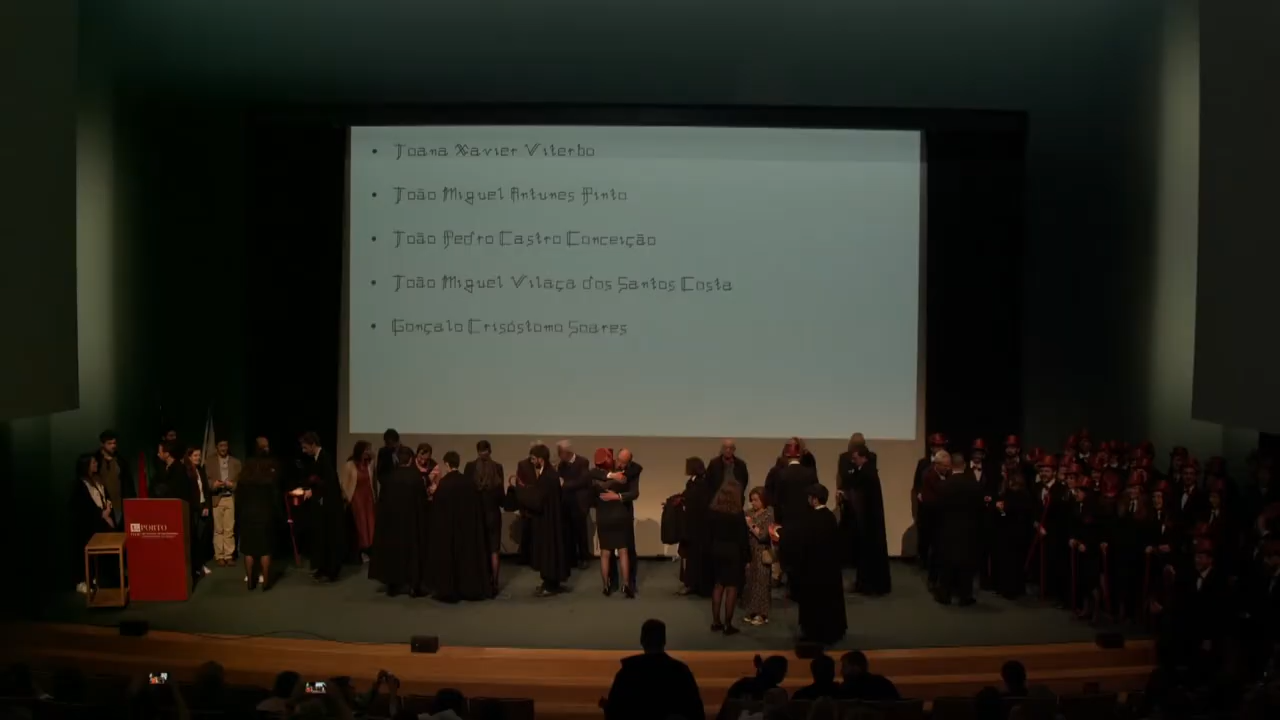 • Joana Xavier Viterbo
• João Miguel Antunes Pinto
• João Pedro Castro Conceição
• João Miguel Vilaça dos Santos Costa
• Gonçalo Crisóstomo Soares
PORTO